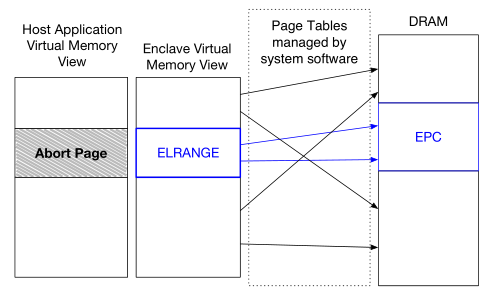 Host Application
Virtual Memory
View
Enclave Virtual
Memory View
Page Tables
managed by
system software
DRAM
Abort Page
ELRANGE
EPC